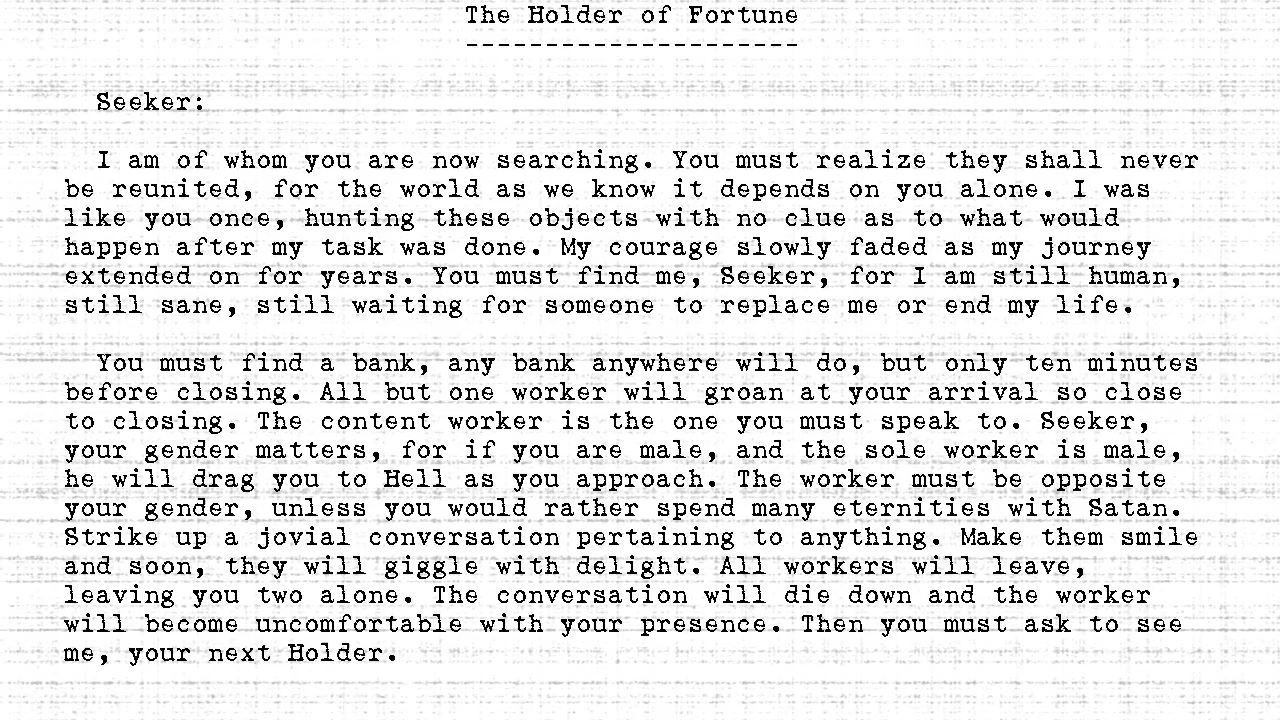 The Holder of Fortune
---------------------
Seeker:
I am of whom you are now searching. You must realize they shall never
be reunited, for the world as we know it depends on you alone. I was
like you once, hunting these objects with no clue as to what would
happen after my task was done. My courage slowly faded as my journey
extended on for years. You must find me, Seeker, for I am still human,
still sane, still waiting for someone to replace me or end my life.
You must find a bank, any bank anywhere will do, but only ten minutes
before closing. All but one worker will groan at your arrival so close
to closing. The content worker is the one you must speak to. Seeker,
your gender matters, for if you are male, and the sole worker is male,
he will drag you to Hell as you approach. The worker must be opposite
your gender, unless you would rather spend many eternities with Satan.
Strike up a jovial conversation pertaining to anything. Make them smile
and soon, they will giggle with delight. All workers will leave,
leaving you two alone. The conversation will die down and the worker
will become uncomfortable with your presence. Then you must ask to see
me, your next Holder.